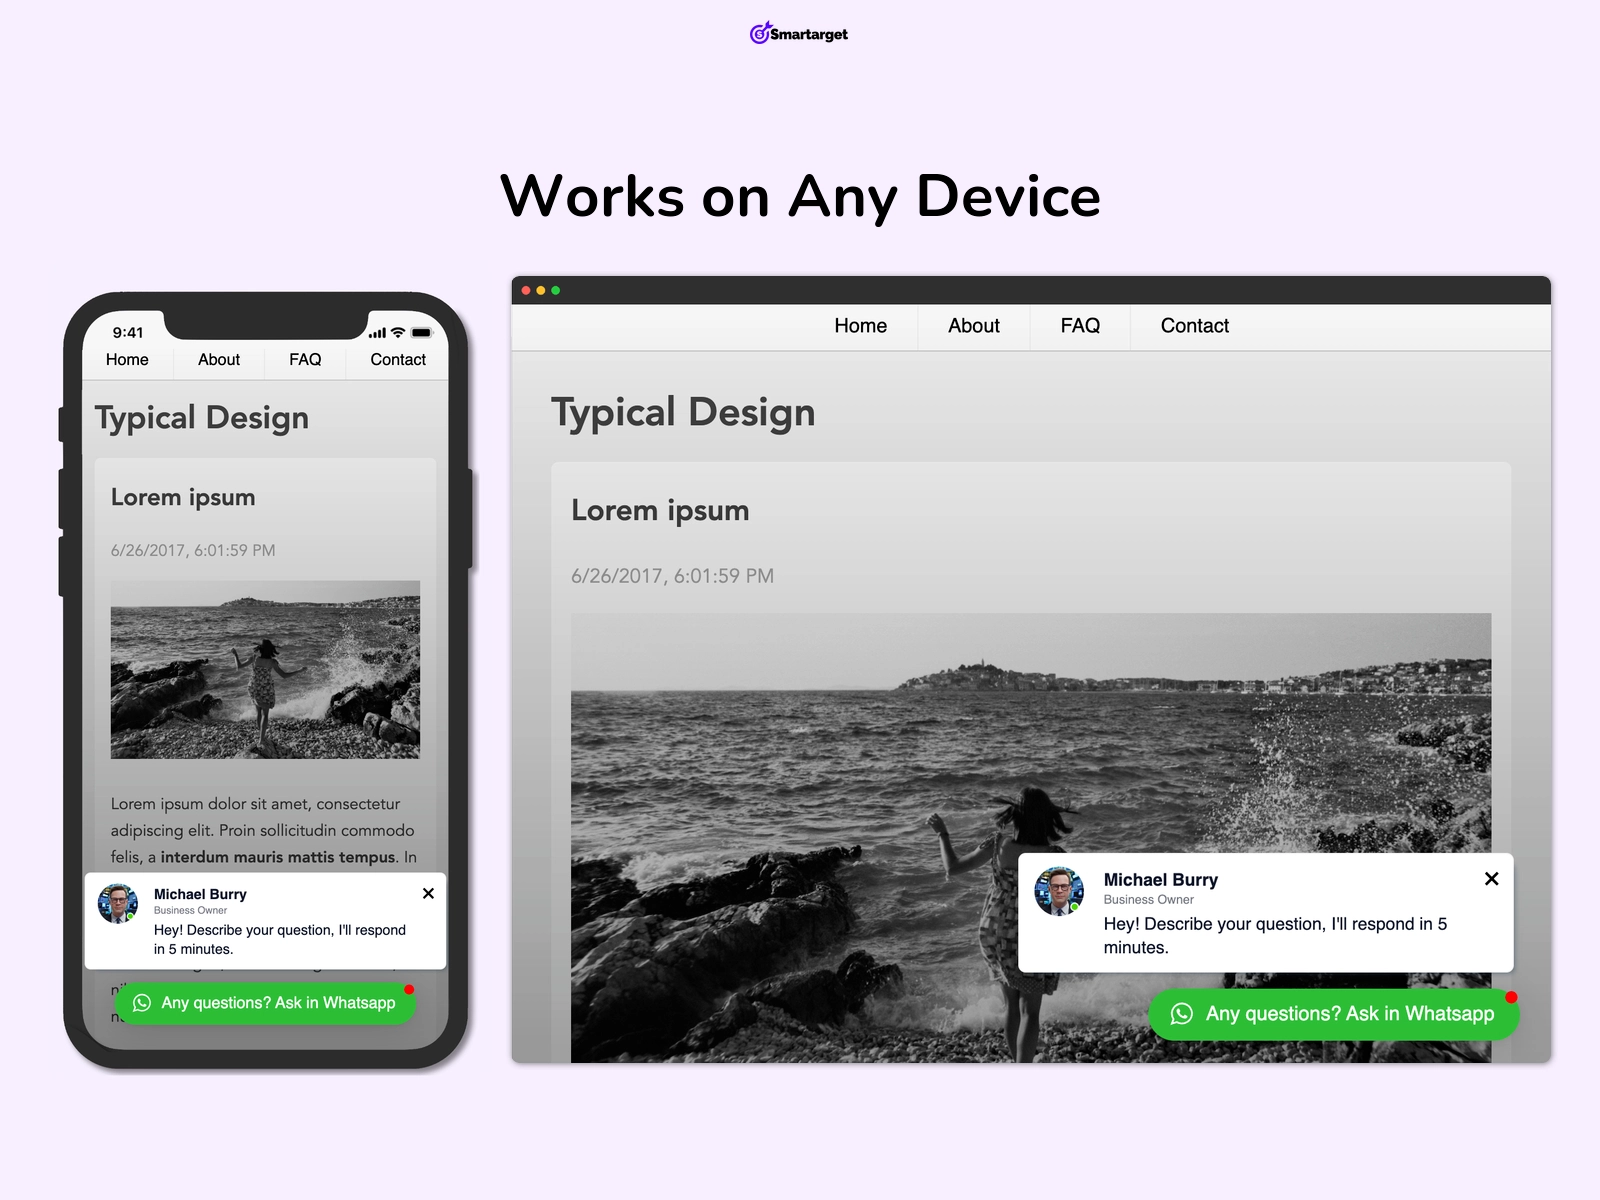 Smartarget
Works on Any Device
9:41
Home About FAQ Contact
Typical Design
Lorem ipsum
6/26/2017, 6:01:59 PM
Lorem ipsum dolor sit amet, consectetur
adipiscing elit. Proin sollicitudin commodo
felis, a interdum mauris mattis tempus. In
Michael Burry
Business Owner
Hey! Describe your question, I'll respond
in 5 minutes.
Any questions? Ask in Whatsapp
Home About FAQ Contact
Typical Design
Lorem ipsum
6/26/2017, 6:01:59 PM
Michael Burry
Business Owner
Hey! Describe your question, I'll respond in 5
minutes.
Any questions? Ask in Whatsapp